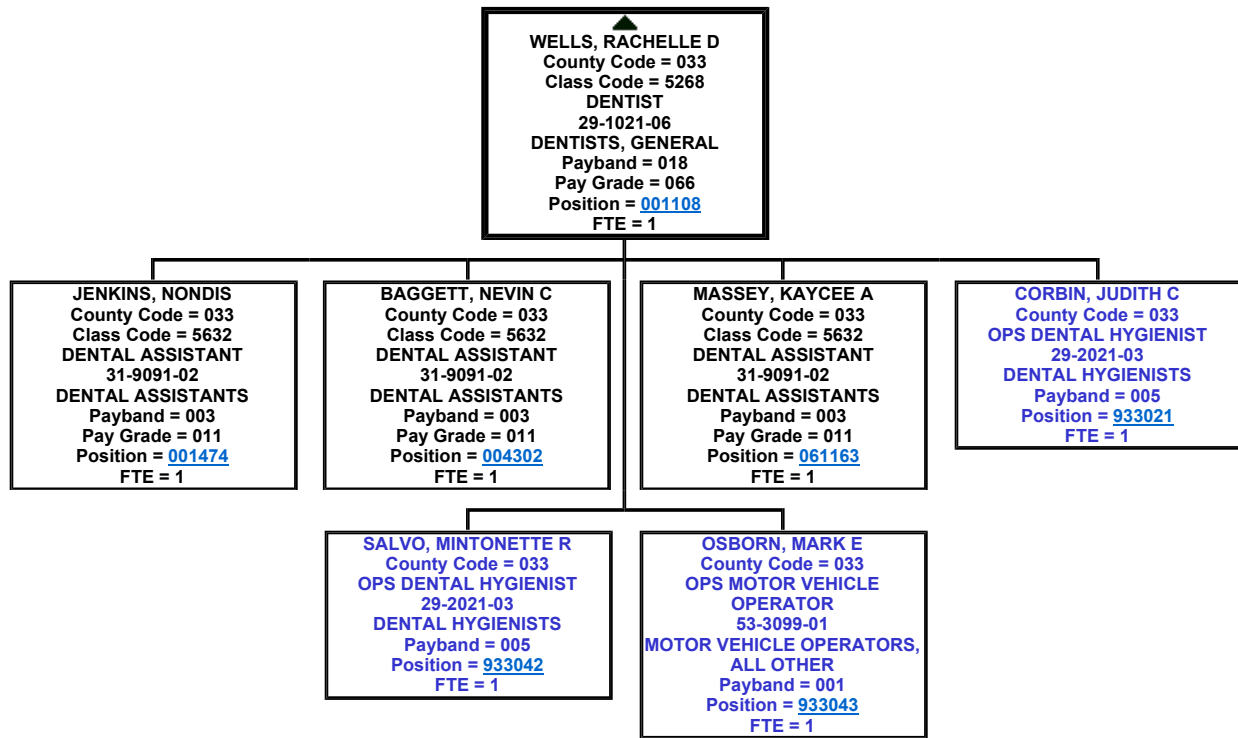 WELLS, RACHELLE D
County Code = 033
Class Code = 5268
DENTIST
29-1021-06
DENTISTS, GENERAL
Payband = 018
Pay Grade = 066
Position = 001108
FTE = 1
JENKINS, NONDIS
County Code = 033
Class Code = 5632
DENTAL ASSISTANT
31-9091-02
DENTAL ASSISTANTS
Payband = 003
Pay Grade = 011
Position = 001474
FTE = 1
BAGGETT, NEVIN C
County Code = 033
Class Code = 5632
DENTAL ASSISTANT
31-9091-02
DENTAL ASSISTANTS
Payband = 003
Pay Grade = 011
Position = 004302
FTE = 1
MASSEY, KAYCEE A
County Code = 033
Class Code = 5632
DENTAL ASSISTANT
31-9091-02
DENTAL ASSISTANTS
Payband = 003
Pay Grade = 011
Position = 061163
FTE = 1
CORBIN, JUDITH C
County Code = 033
OPS DENTAL HYGIENIST
29-2021-03
DENTAL HYGIENISTS
Payband = 005
Position = 933021
FTE = 1
SALVO, MINTONETTE R
County Code = 033
OPS DENTAL HYGIENIST
29-2021-03
DENTAL HYGIENISTS
Payband = 005
Position = 933042
FTE = 1
OSBORN, MARK E
County Code = 033
OPS MOTOR VEHICLE
OPERATOR
53-3099-01
MOTOR VEHICLE OPERATORS,
ALL OTHER
Payband = 001
Position = 933043
FTE = 1